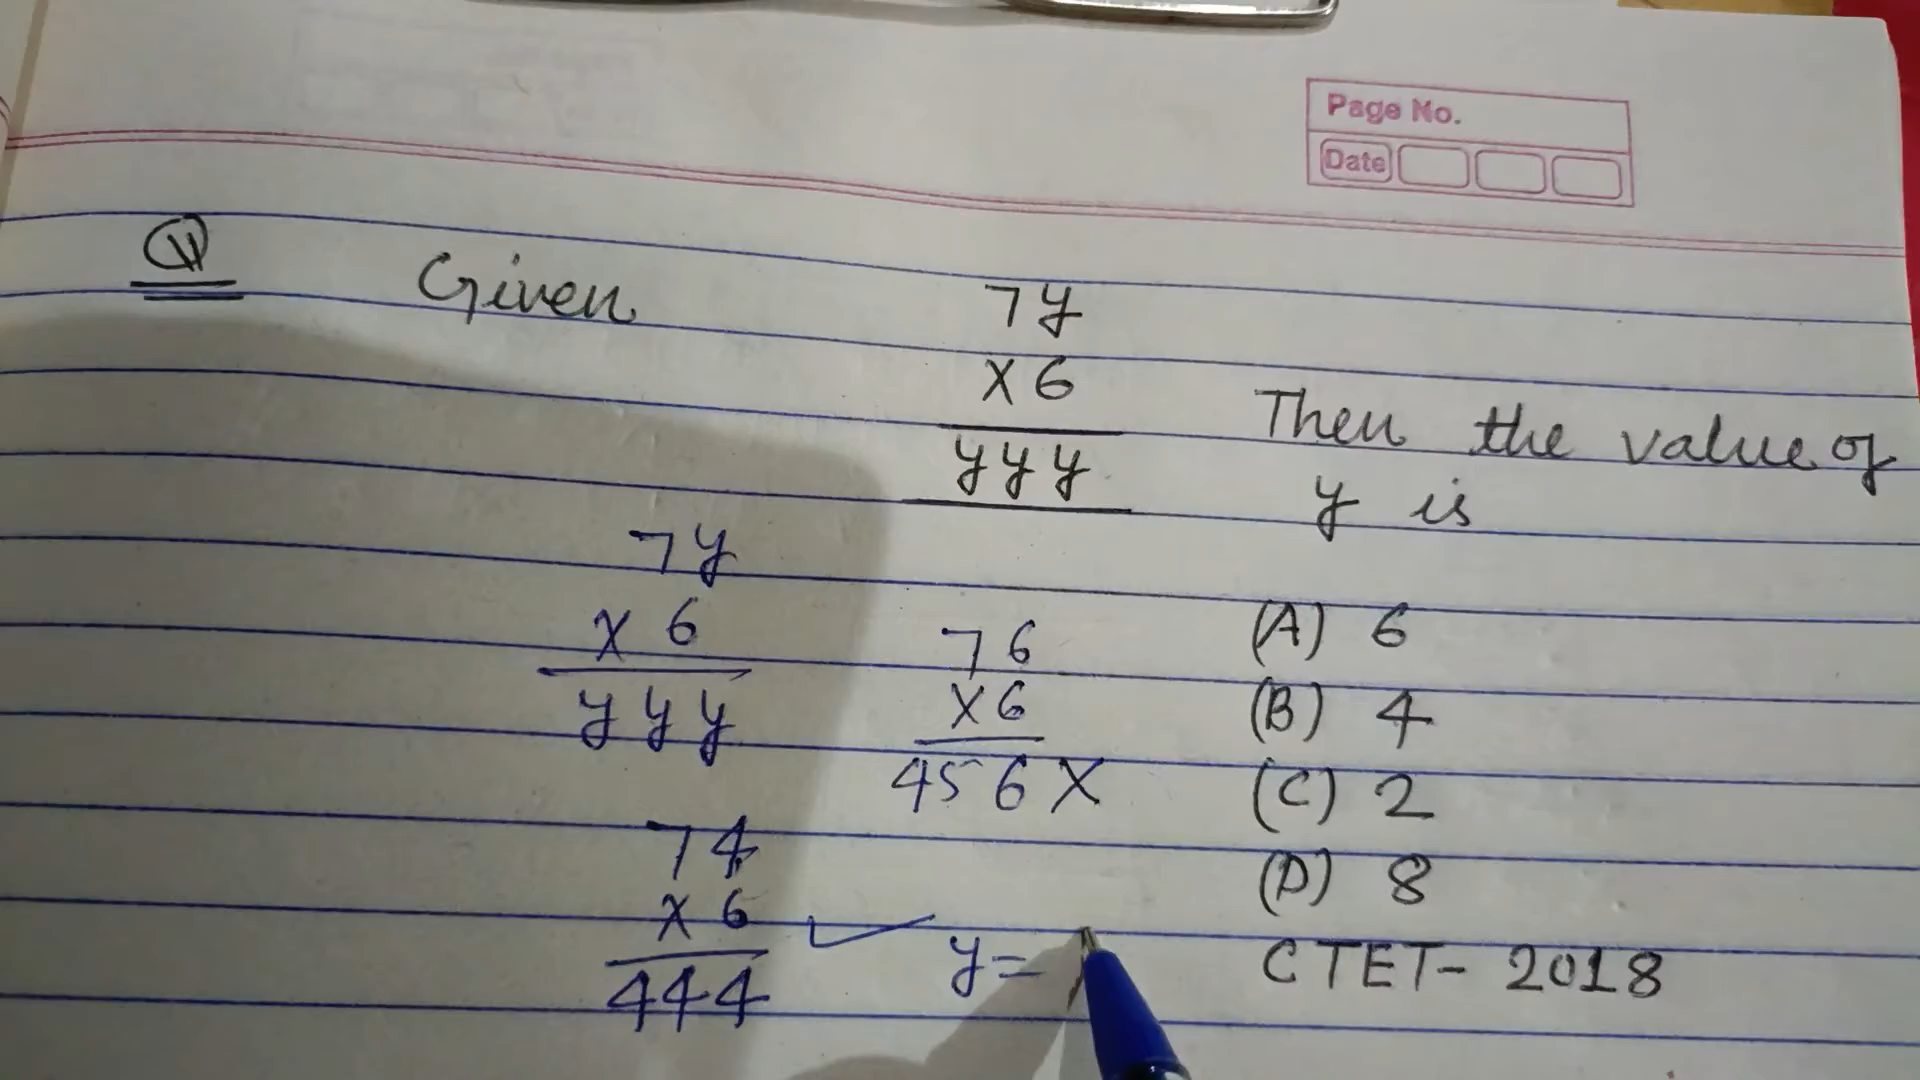 Page No.
Date
Q Given
7y
x6
yyy
Then the value of
y is
7y
x 6
yyy
76
x6
456 X
74
x 6
444
y=
(A) 6
(B) 4
(C) 2
(D) 8
CTET- 2018